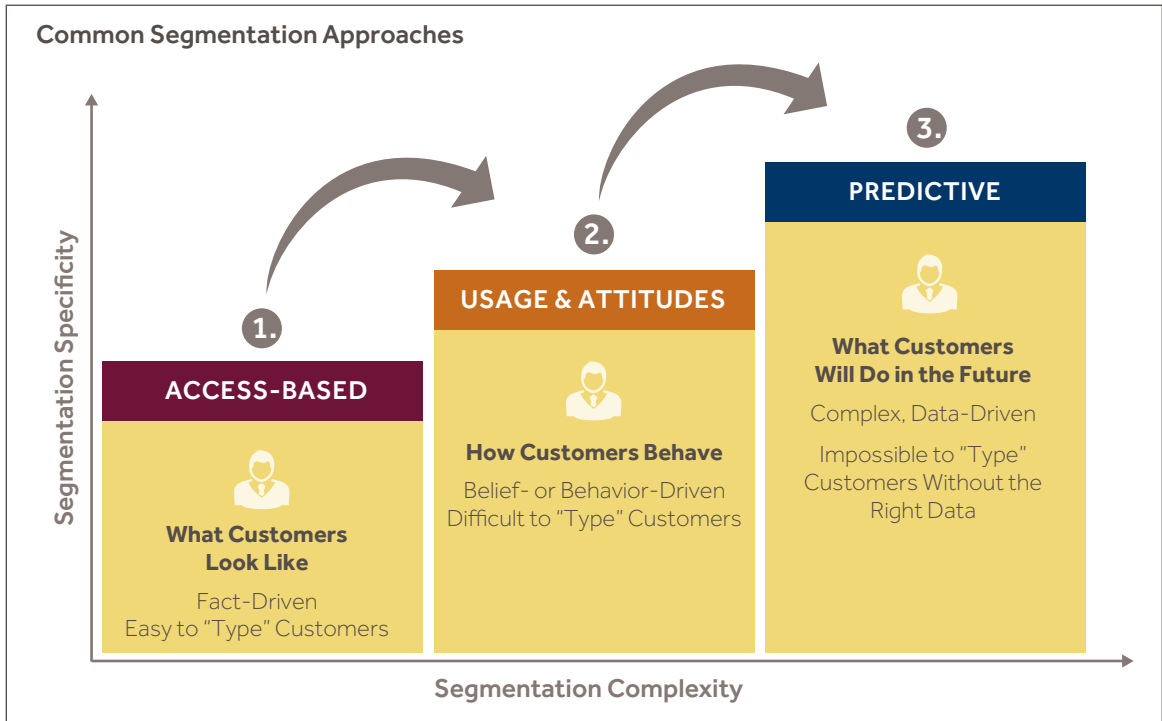 Common Segmentation Approaches
Segmentation Specificity
1.
ACCESS-BASED
What Customers
Look Like
Fact-Driven
Easy to “Type” Customers
2.
USAGE & ATTITUDES
How Customers Behave
Belief- or Behavior-Driven
Difficult to “Type” Customers
3.
PREDICTIVE
What Customers
Will Do in the Future
Complex, Data-Driven
Impossible to “Type”
Customers Without the
Right Data
Segmentation Complexity